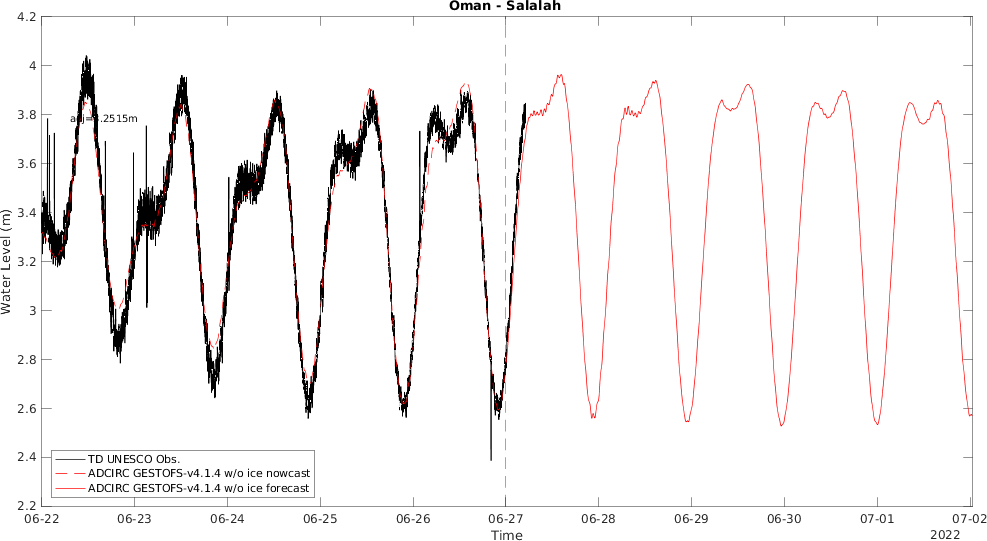 Oman - Salalah
4.2
4
3.8
3.6
3.4
3.2
3
2.8
2.6
2.4
2.2
Water Level (m)
TD UNESCO Obs.
ADCIRC GESTOFS-v4.1.4 w/o ice nowcast
ADCIRC GESTOFS-v4.1.4 w/o ice forecast
06-22 06-23 06-24 06-25 06-26 06-27 06-28 06-29 06-30 07-01 07-02
Time
2022